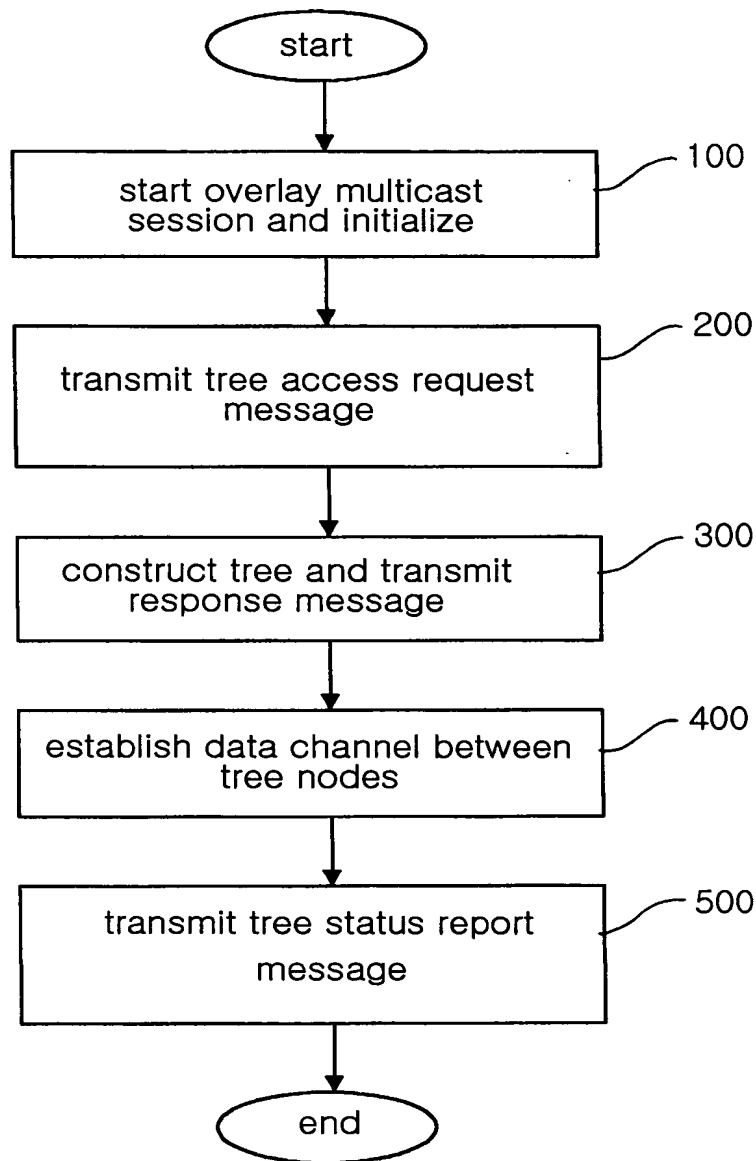 start
100
start overlay multicast
session and initialize
200
transmit tree access request
message
300
construct tree and transmit
response message
400
establish data channel between
tree nodes
500
transmit tree status report
message
end